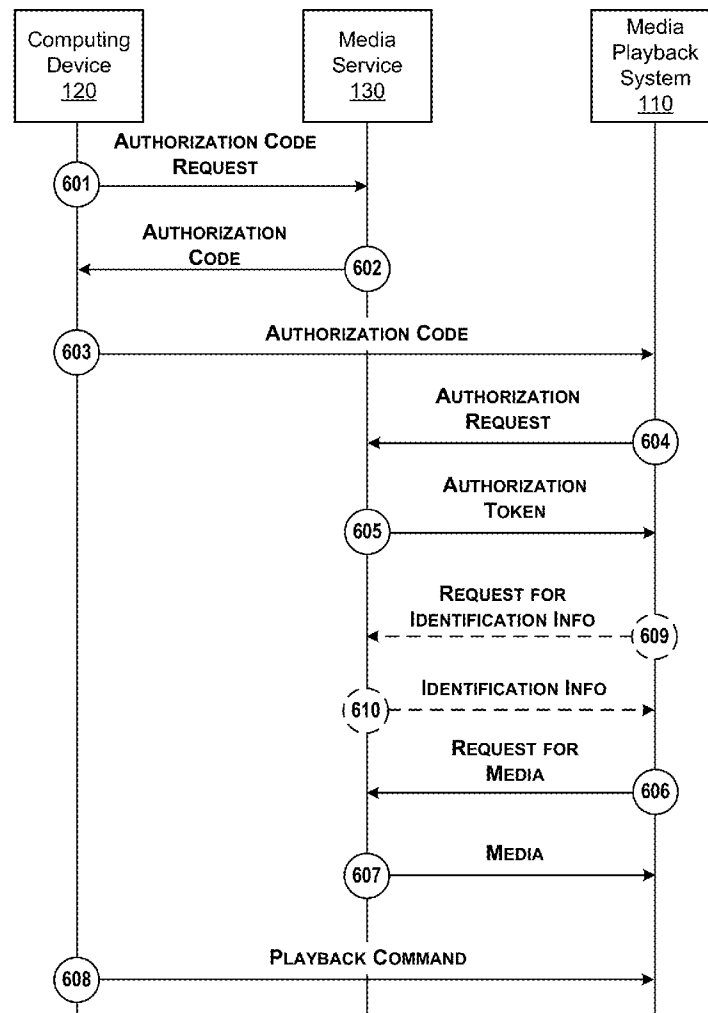 Computing
Device
120
Media
Service
130
Media
Playback
System
110
AUTHORIZATION CODE
REQUEST
601
AUTHORIZATION
CODE
602
603
AUTHORIZATION CODE
AUTHORIZATION
REQUEST
604
AUTHORIZATION
TOKEN
605
REQUEST FOR
IDENTIFICATION INFO
609
IDENTIFICATION INFO
610
REQUEST FOR
MEDIA
606
MEDIA
607
PLAYBACK COMMAND
608